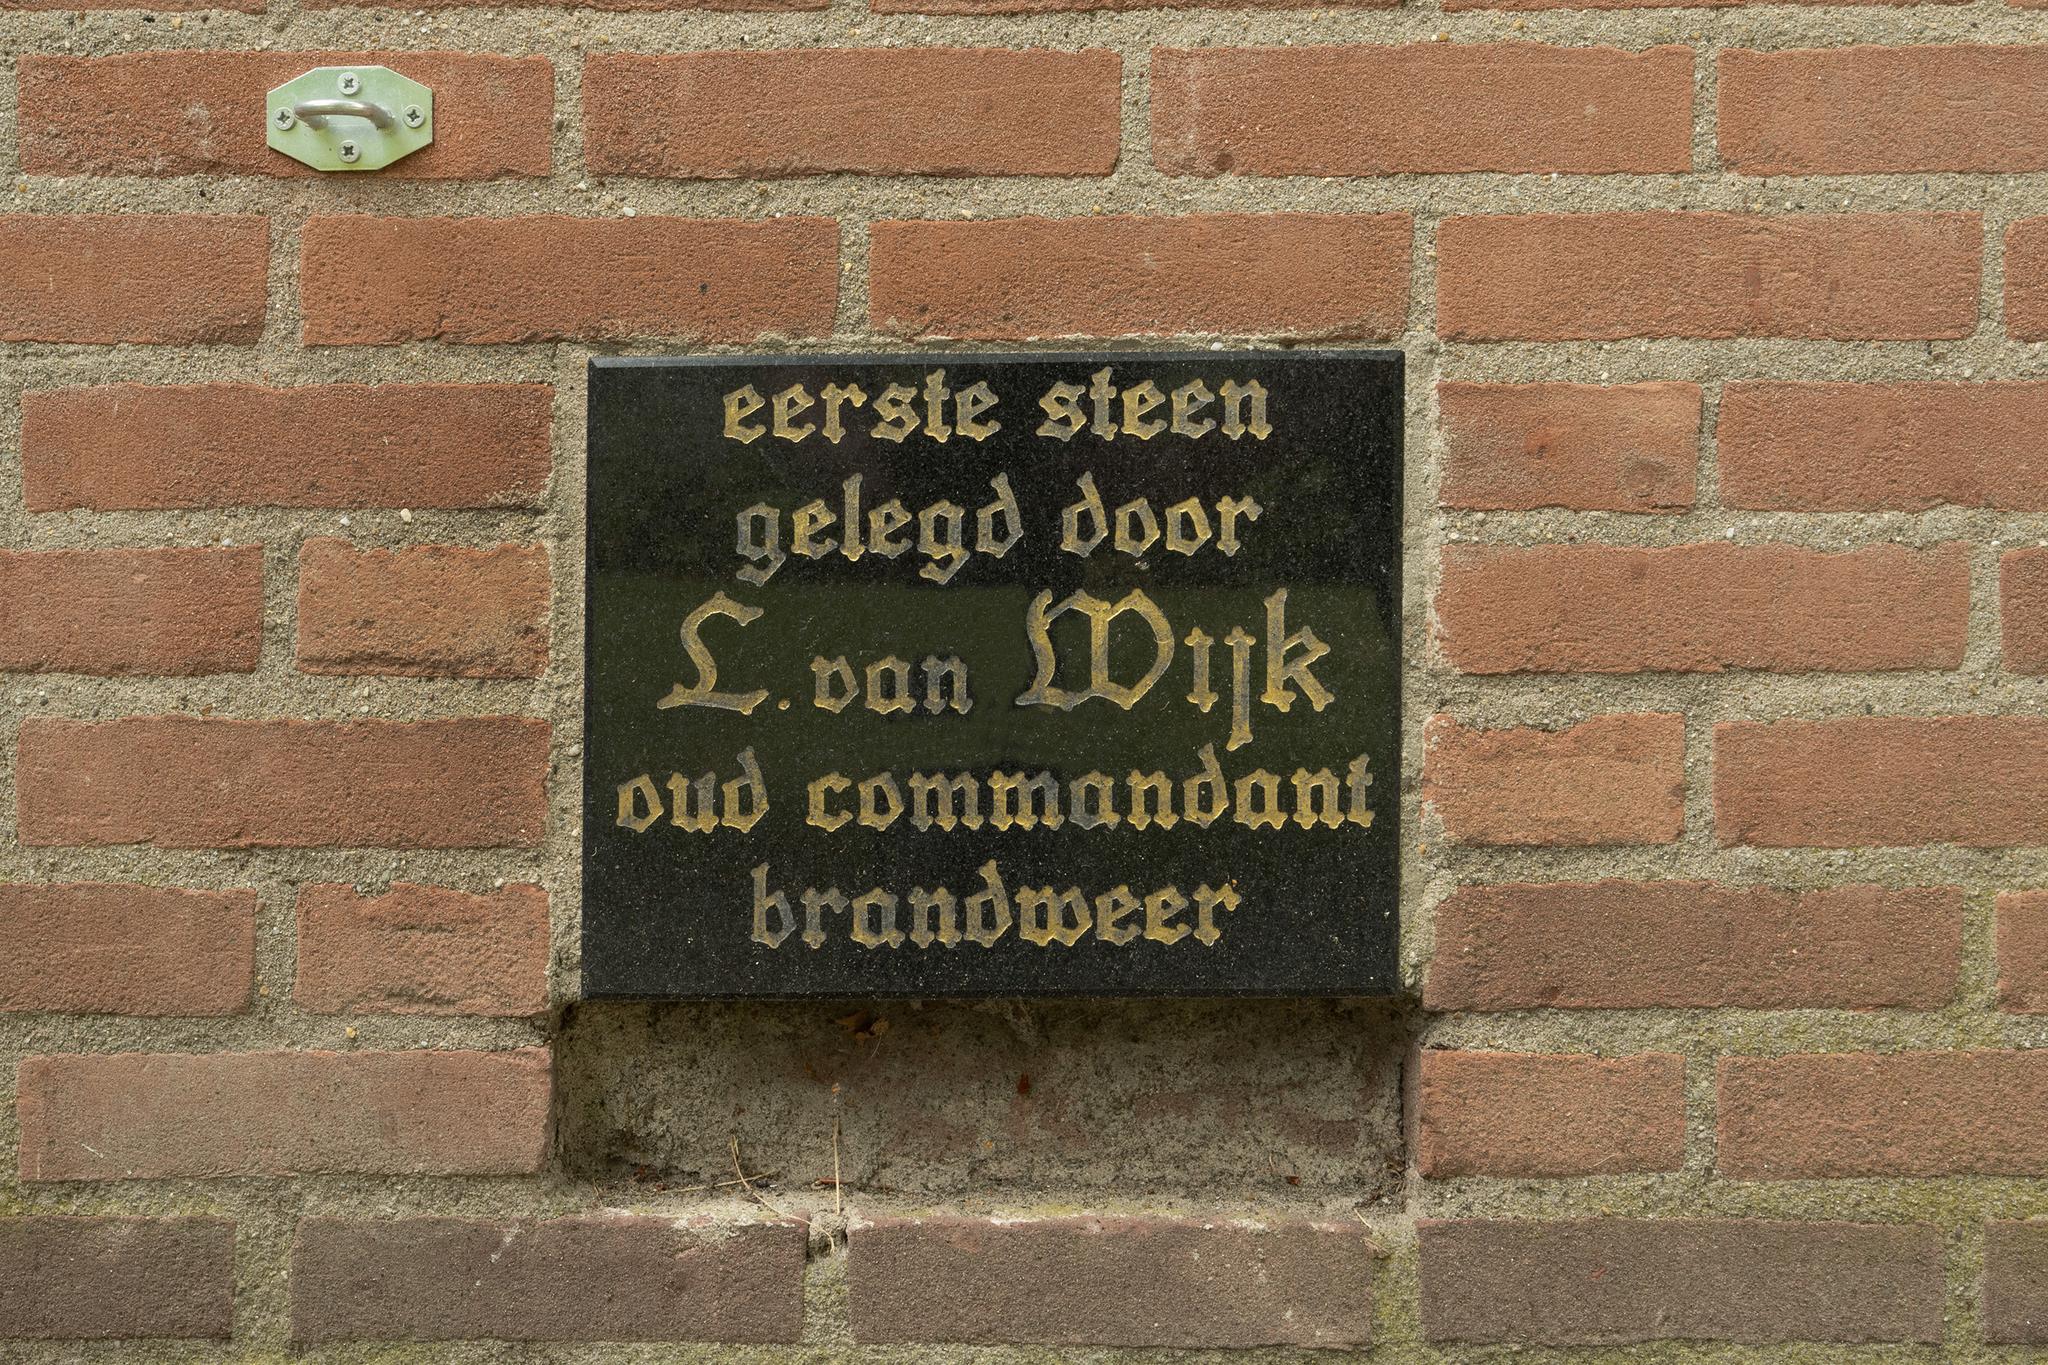 eerste steen
gelegd door
L. van Wijk
oud commandant
brandweer